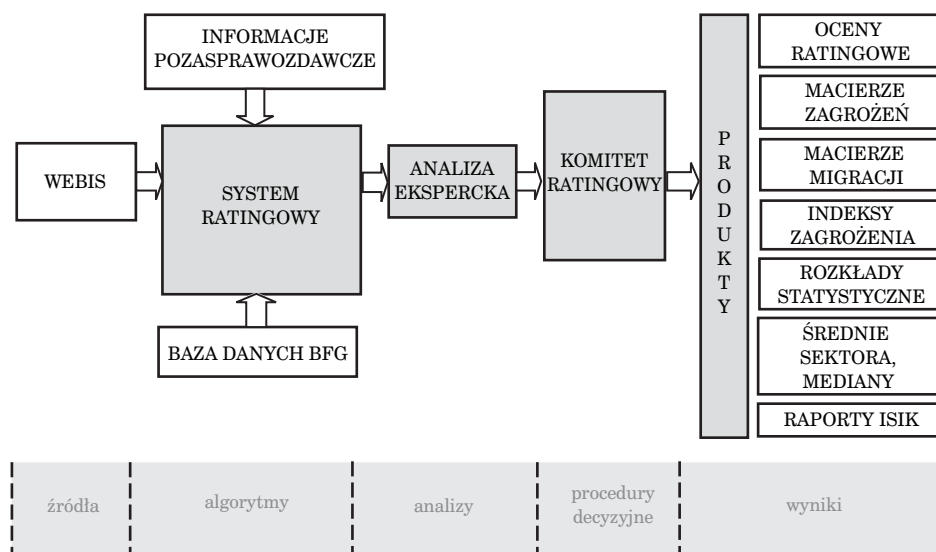 INFORMACJE
POZASPRAWOZDAWCZE
WEBIS
SYSTEM
RATINGOWY
BAZA DANYCH BFG
ANALIZA
EKSPERCKA
KOMITET
RATINGOWY
P
R
O
D
U
K
T
Y
OCENY
RATINGOWE
MACIERZE
ZAGROŻEŃ
MACIERZE
MIGRACJI
INDEKSY
ZAGROŻENIA
ROZKŁADY
STATYSTYCZNE
ŚREDNIE
SEKTORA,
MEDIANY
RAPORTY ISIK
źródła
algorytmy
analizy
procedury
decyzyjne
wyniki